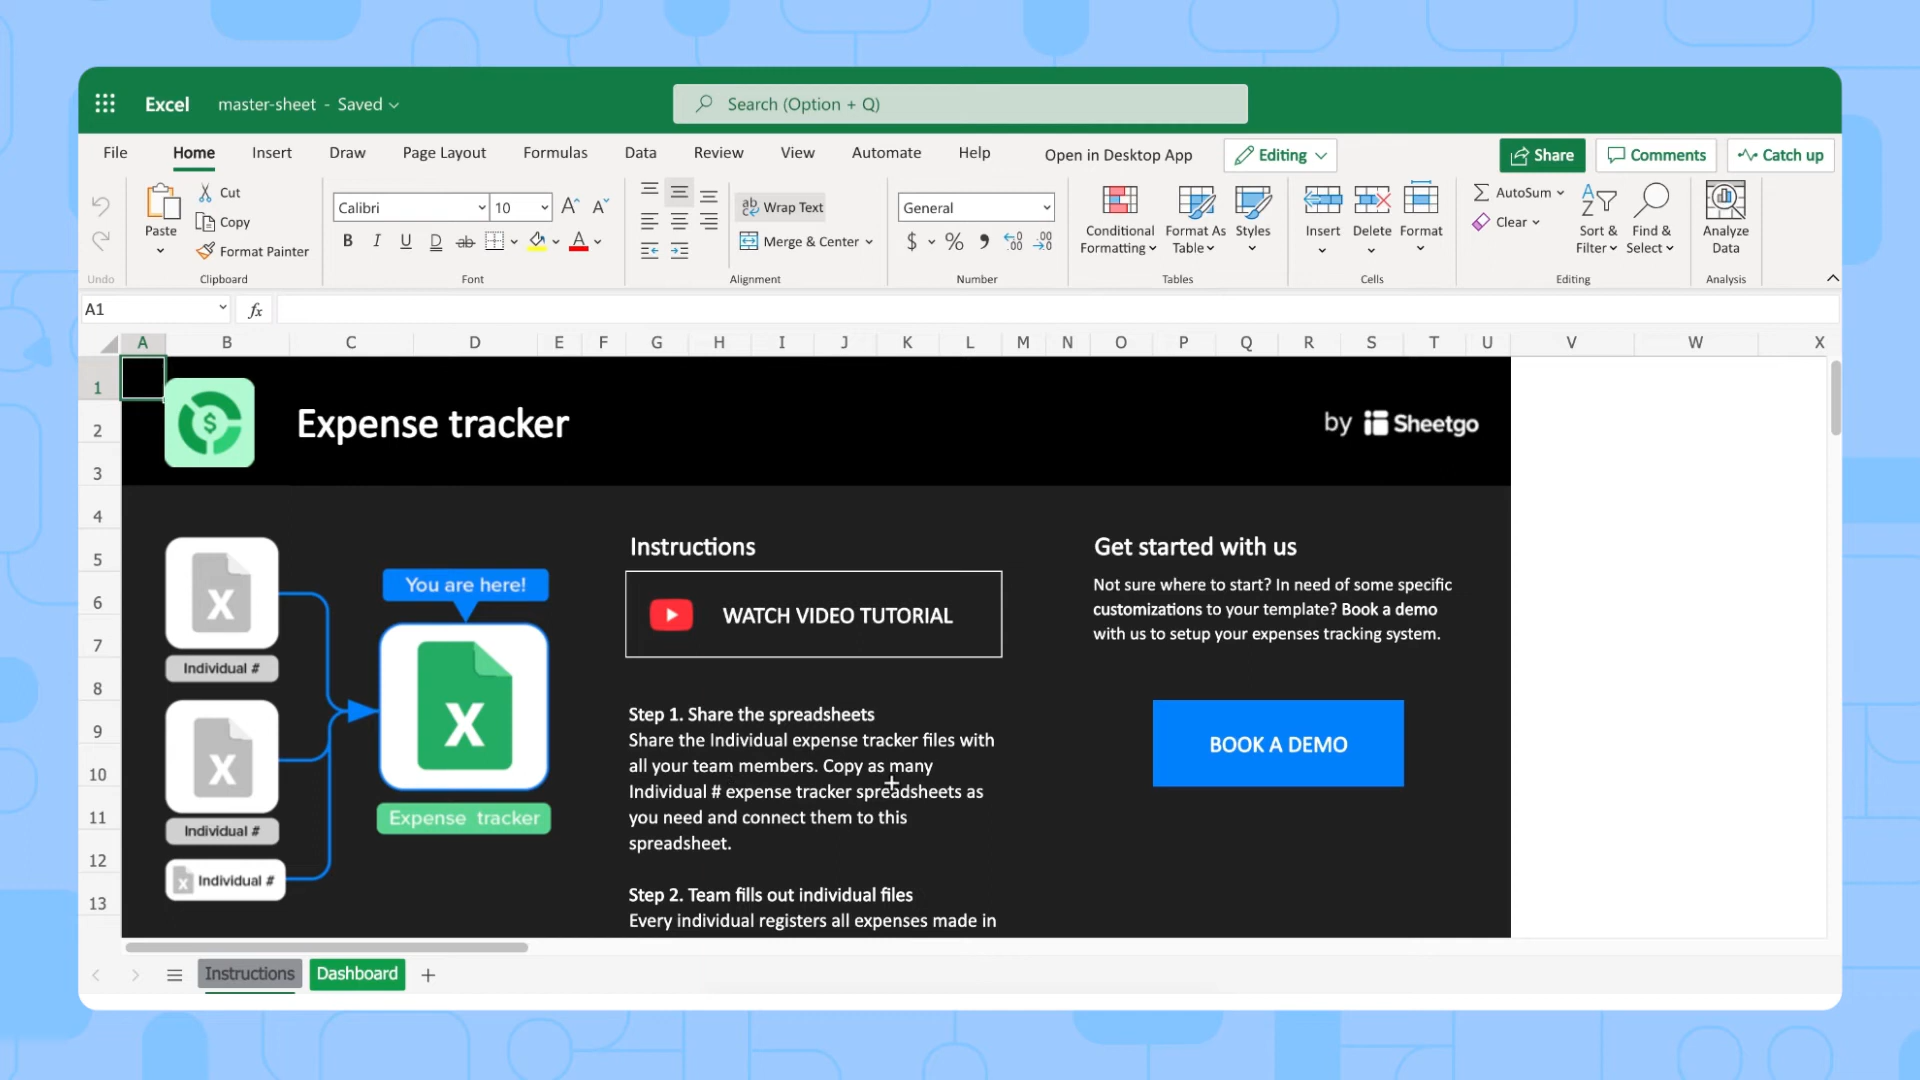 Excel
master-sheet - Saved
Search (Option + Q)
File
Home
Insert
Draw
Page Layout
Formulas
Data
Review
View
Automate
Help
Open in Desktop App
Editing
Share
Comments
Catch up
Undo
Paste
Cut
Copy
Format Painter
Clipboard
Calibri
10
A^
A˅
B
I
U
D
ab
A
Font
ab
Wrap Text
Merge & Center
Alignment
General
$ % 9
.00
.00
Number
Conditional
Formatting
Format As
Table
Styles
Tables
Insert
Delete
Format
Cells
AutoSum
Clear
A
Z
Sort &
Filter
Find &
Select
Editing
Analyze
Data
Analysis
A1
fx
A B C D E F G H I J K L M N O P Q R S T U V W X
1
2
3
4
5
6
7
8
9
10
11
12
13
$
Expense tracker
by Sheetgo
X
Individual #
X
Individual #
X
Individual #
You are here!
X
Expense tracker
Instructions
WATCH VIDEO TUTORIAL
Step 1. Share the spreadsheets
Share the Individual expense tracker files with
all your team members. Copy as many
Individual # expense tracker spreadsheets as
you need and connect them to this
spreadsheet.
Step 2. Team fills out individual files
Every individual registers all expenses made in
Get started with us
Not sure where to start? In need of some specific
customizations to your template? Book a demo
with us to setup your expenses tracking system.
BOOK A DEMO
Instructions
Dashboard
+